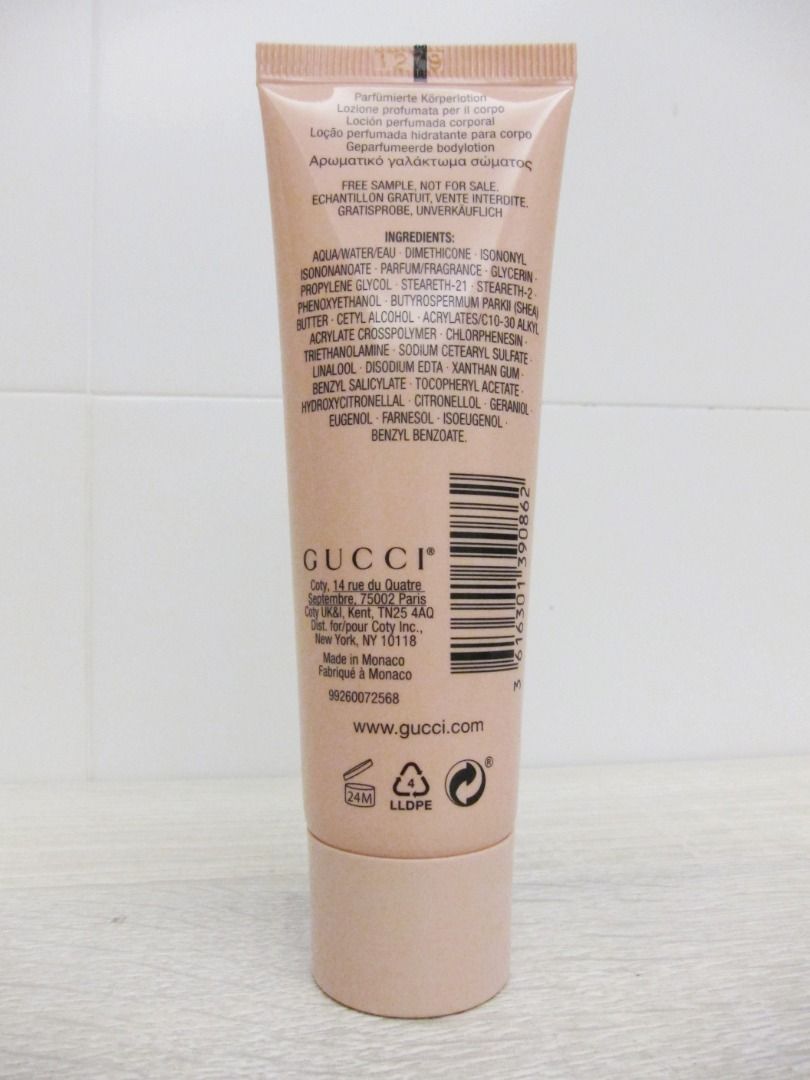 Parfümierte Körperlotion
Lozione profumata per il corpo
Loción perfumada corporal
Loção perfumada hidratante para corpo
Geparfumeerde bodylotion
Αρωματικό γαλάκτωμα σώματος
FREE SAMPLE, NOT FOR SALE.
ECHANTILLON GRATUIT, VENTE INTERDITE.
GRATISPROBE, UNVERKÄUFLICH
INGREDIENTS:
AQUA/WATER/EAU · DIMETHICONE · ISONONYL
ISONONANOATE · PARFUM/FRAGRANCE · GLYCERIN ·
PROPYLENE GLYCOL · STEARETH-21 · STEARETH-2 ·
PHENOXYETHANOL · BUTYROSPERMUM PARKII (SHEA)
BUTTER · CETYL ALCOHOL · ACRYLATES/C10-30 ALKYL
ACRYLATE CROSSPOLYMER · CHLORPHENESIN ·
TRIETHANOLAMINE · SODIUM CETEARYL SULFATE ·
LINALOOL · DISODIUM EDTA · XANTHAN GUM ·
BENZYL SALICYLATE · TOCOPHERYL ACETATE ·
HYDROXYCITRONELLAL · CITRONELLOL · GERANIOL ·
EUGENOL · FARNESOL · ISOEUGENOL ·
BENZYL BENZOATE.
GUCCI®
Coty, 14 rue du Quatre
Septembre, 75002 Paris
Coty UK&I, Kent, TN25 4AQ
Dist. for/pour Coty Inc.,
New York, NY 10118
Made in Monaco
Fabriqué à Monaco
99260072568
3 616301 390862
www.gucci.com
24M
4
LLDPE
®